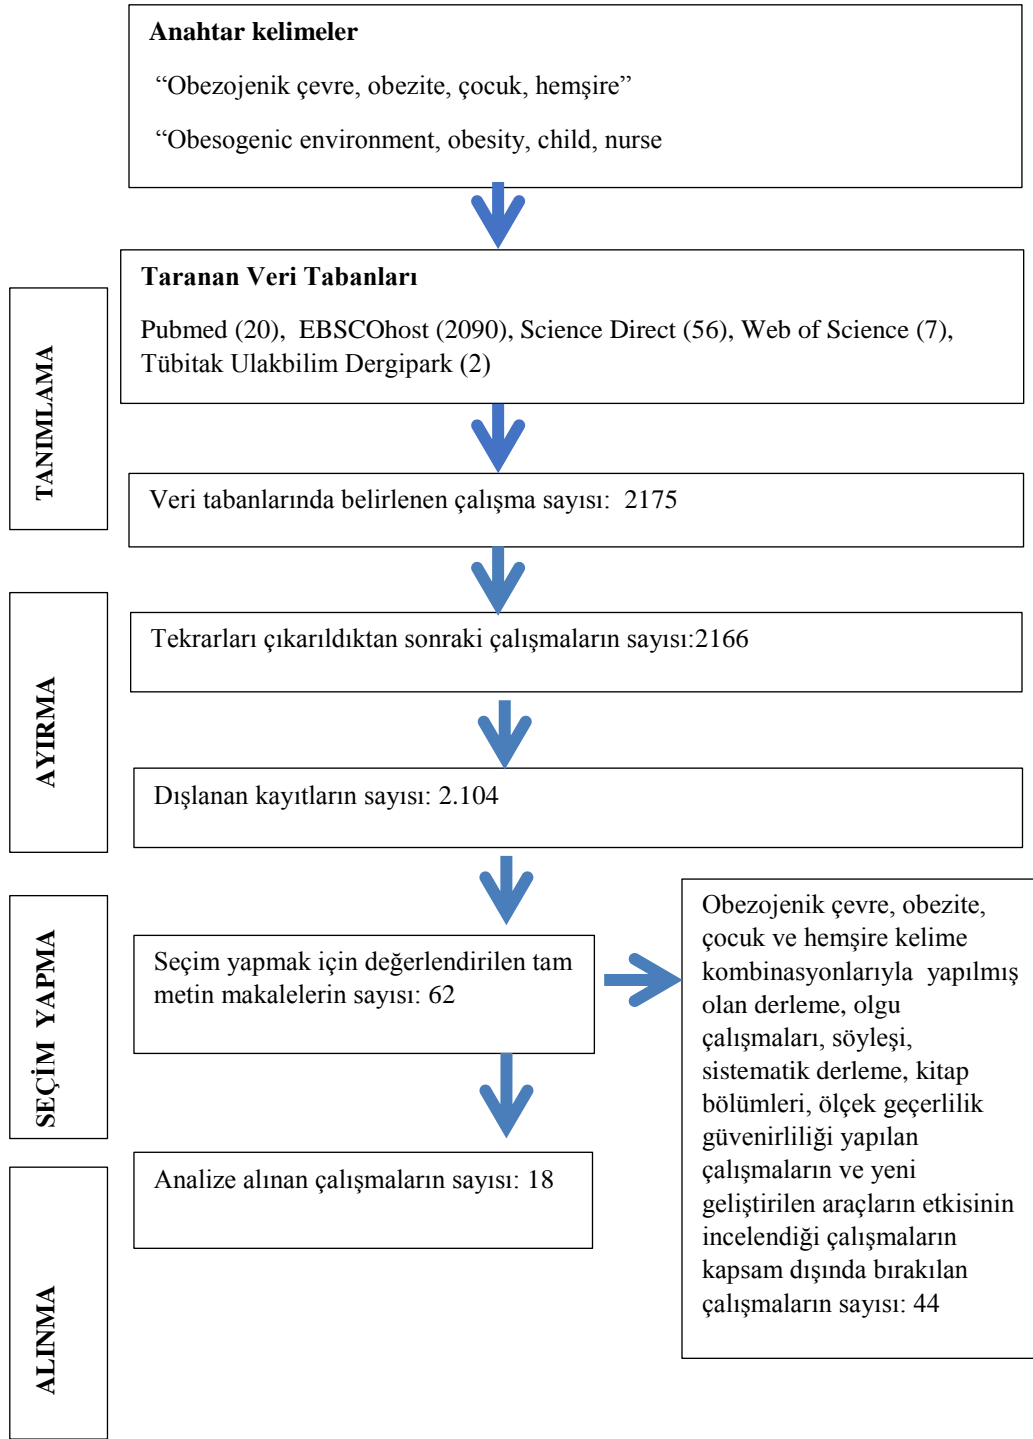 Anahtar kelimeler
“Obezojenik çevre, obezite, çocuk, hemşire”
“Obesogenic environment, obesity, child, nurse
TANIMLAMA
Taranan Veri Tabanları
Pubmed (20), EBSCOhost (2090), Science Direct (56), Web of Science (7),
Tübitak Ulakbilim Dergipark (2)
Veri tabanlarında belirlenen çalışma sayısı: 2175
AYIRMA
Tekrarları çıkarıldıktan sonraki çalışmaların sayısı:2166
Dışlanan kayıtların sayısı: 2.104
SEÇİM YAPMA
Seçim yapmak için değerlendirilen tam
metin makalelerin sayısı: 62
Obezojenik çevre, obezite,
çocuk ve hemşire kelime
kombinasyonlarıyla yapılmış
olan derleme, olgu
çalışmaları, söyleşi,
sistematik derleme, kitap
bölümleri, ölçek geçerlilik
güvenirliliği yapılan
çalışmaların ve yeni
geliştirilen araçların etkisinin
incelendiği çalışmaların
kapsam dışında bırakılan
çalışmaların sayısı: 44
ALINMA
Analize alınan çalışmaların sayısı: 18